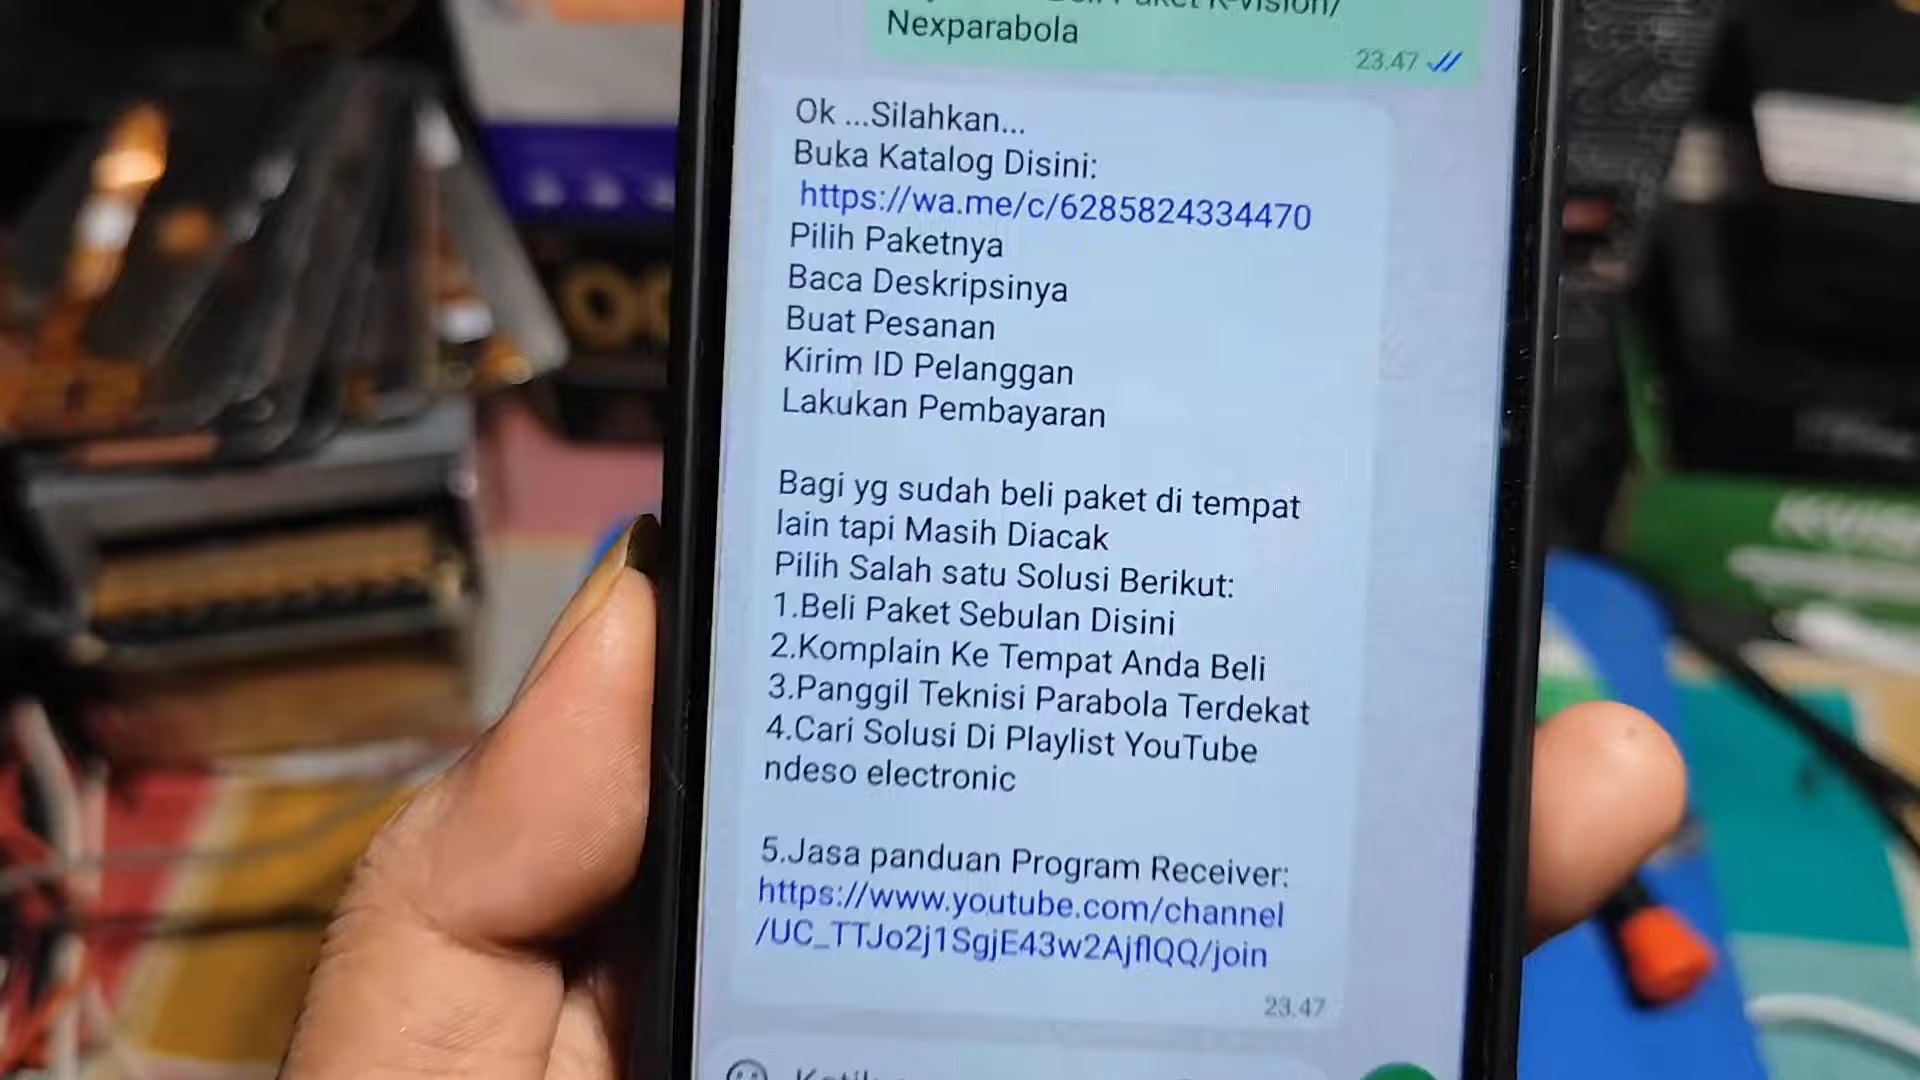 Beli Paket K-Vision/
Nexparabola
23.47
Ok ...Silahkan...
Buka Katalog Disini:
https://wa.me/c/6285824334470
Pilih Paketnya
Baca Deskripsinya
Buat Pesanan
Kirim ID Pelanggan
Lakukan Pembayaran
Bagi yg sudah beli paket di tempat
lain tapi Masih Diacak
Pilih Salah satu Solusi Berikut:
1.Beli Paket Sebulan Disini
2.Komplain Ke Tempat Anda Beli
3.Panggil Teknisi Parabola Terdekat
4.Cari Solusi Di Playlist YouTube
ndeso electronic
5.Jasa panduan Program Receiver:
https://www.youtube.com/channel
/UC_TTJo2j1SgjE43w2AjflQQ/join
23.47